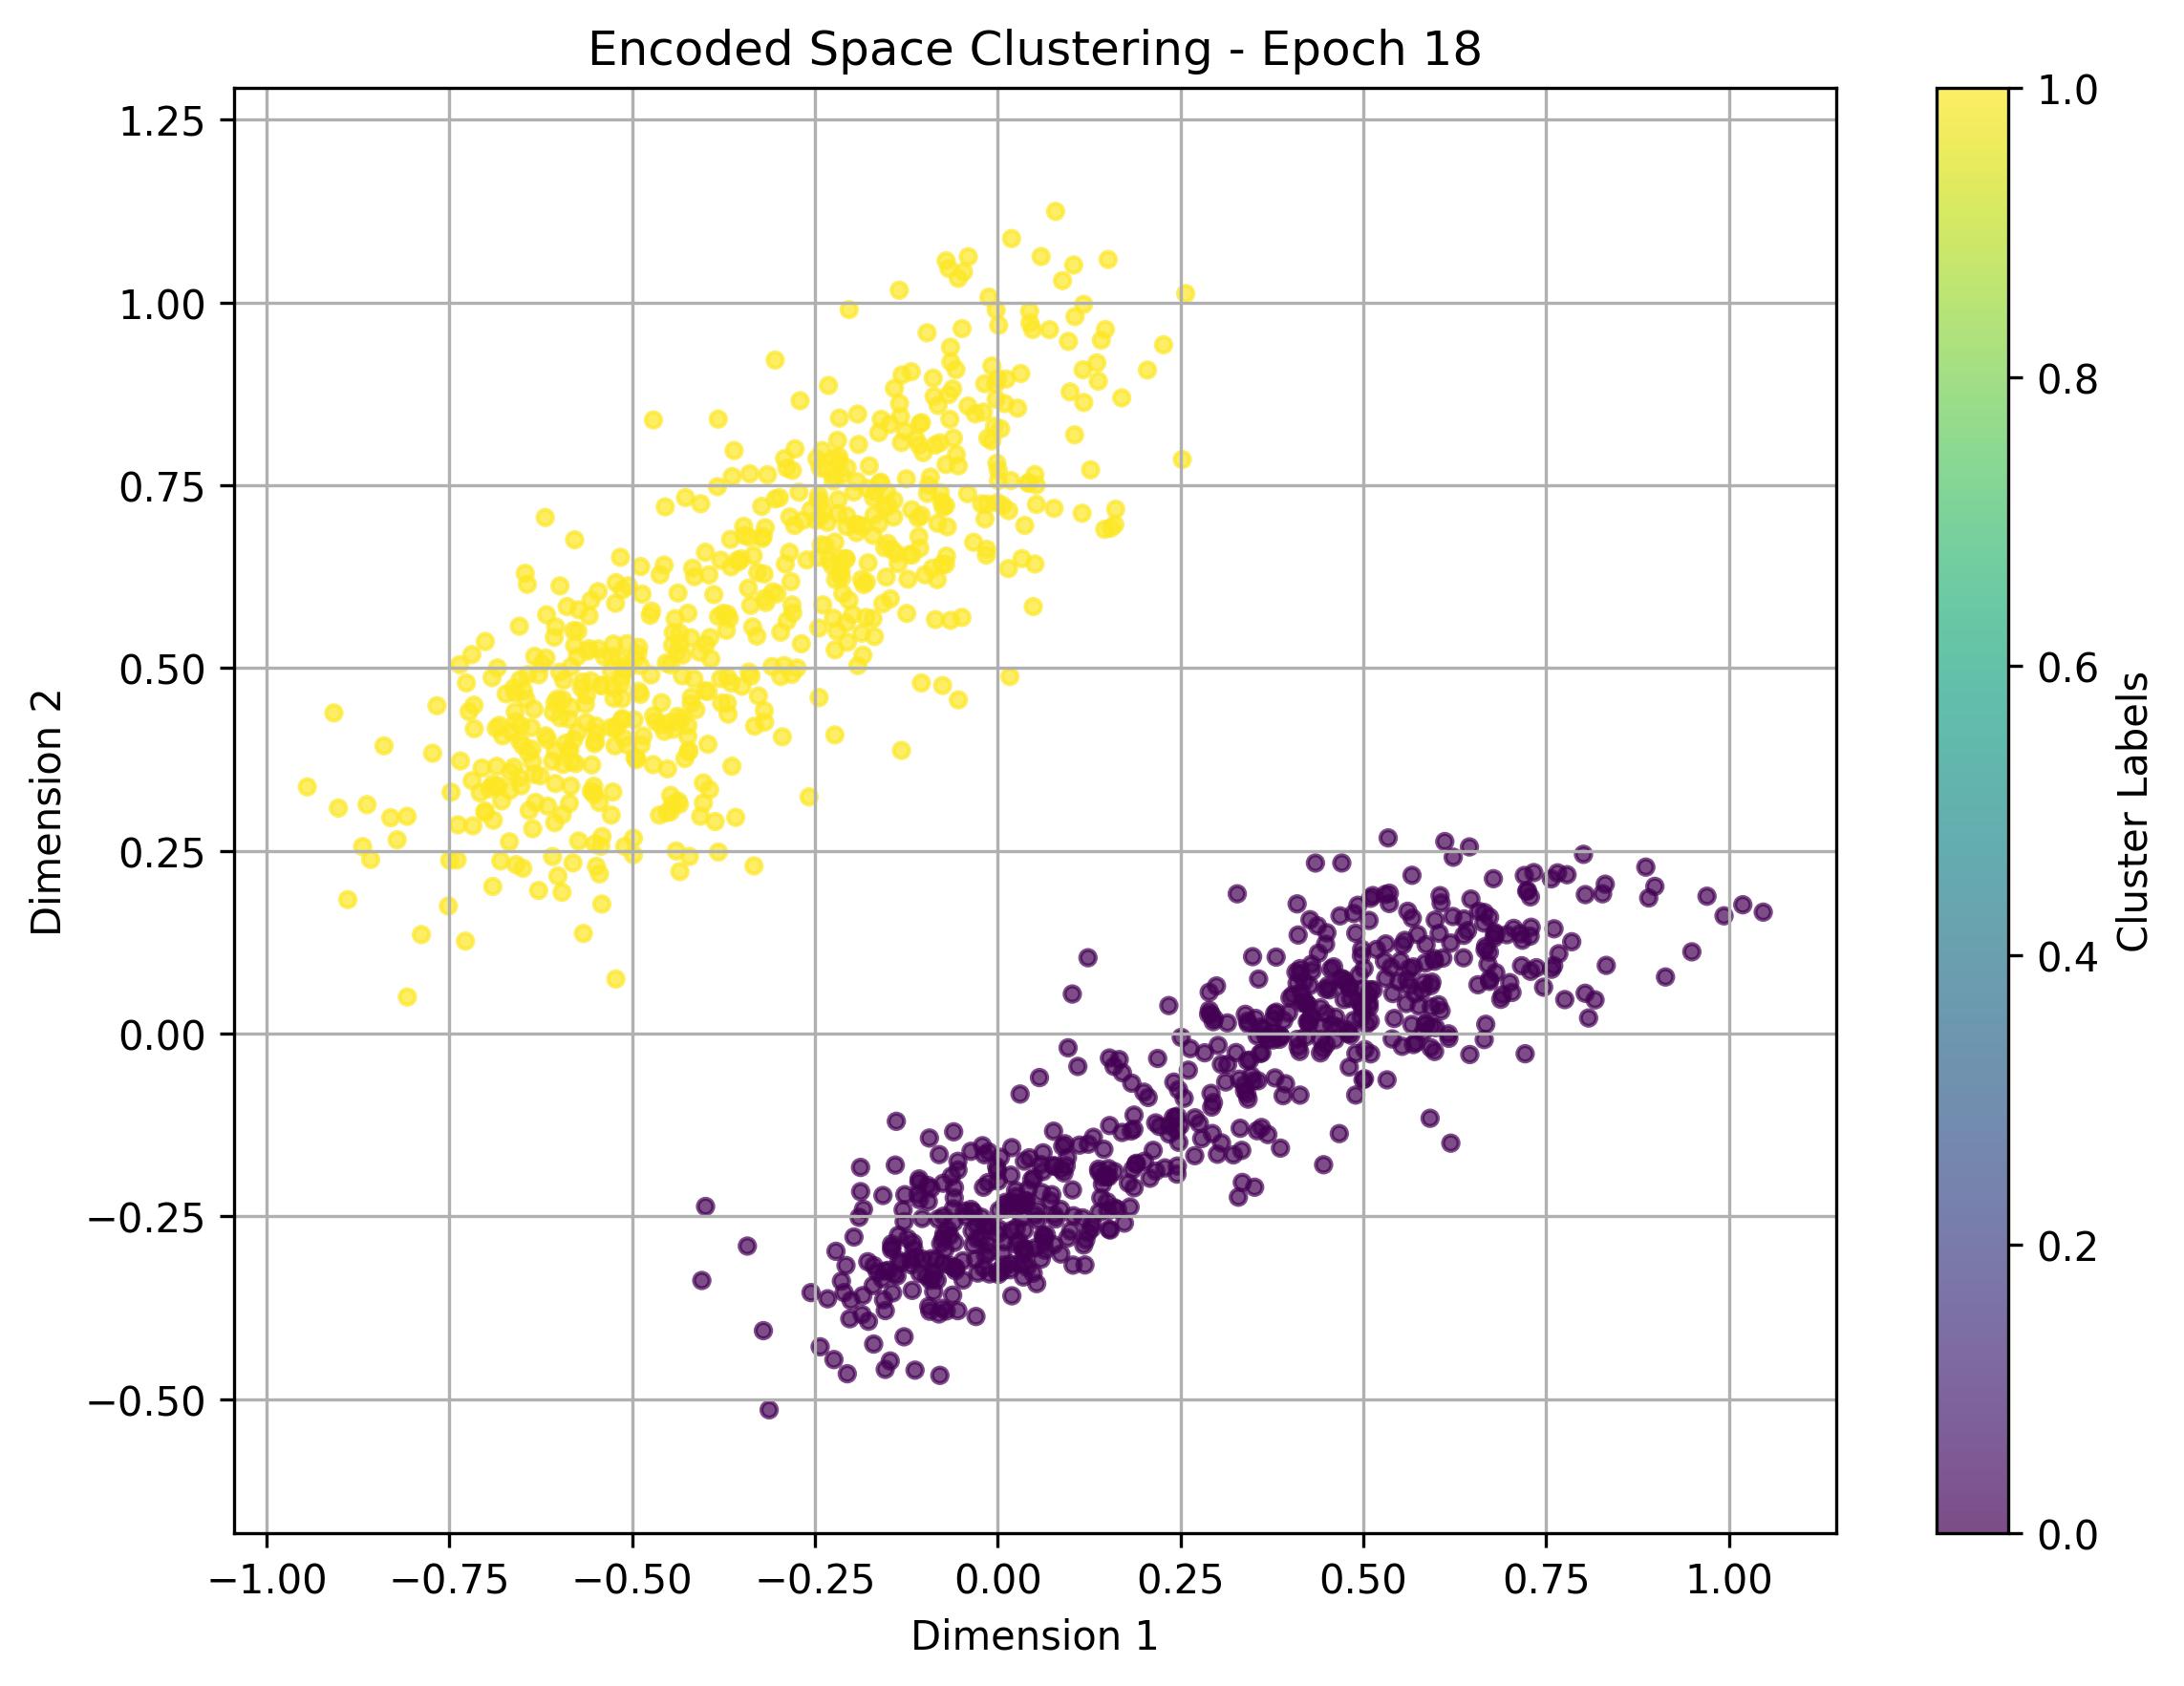 Encoded Space Clustering - Epoch 18
1.25
1.00
0.75
0.50
0.25
0.00
−0.25
−0.50
Dimension 2
−1.00 −0.75 −0.50 −0.25 0.00 0.25 0.50 0.75 1.00
Dimension 1
1.0
0.8
0.6
0.4
0.2
0.0
Cluster Labels